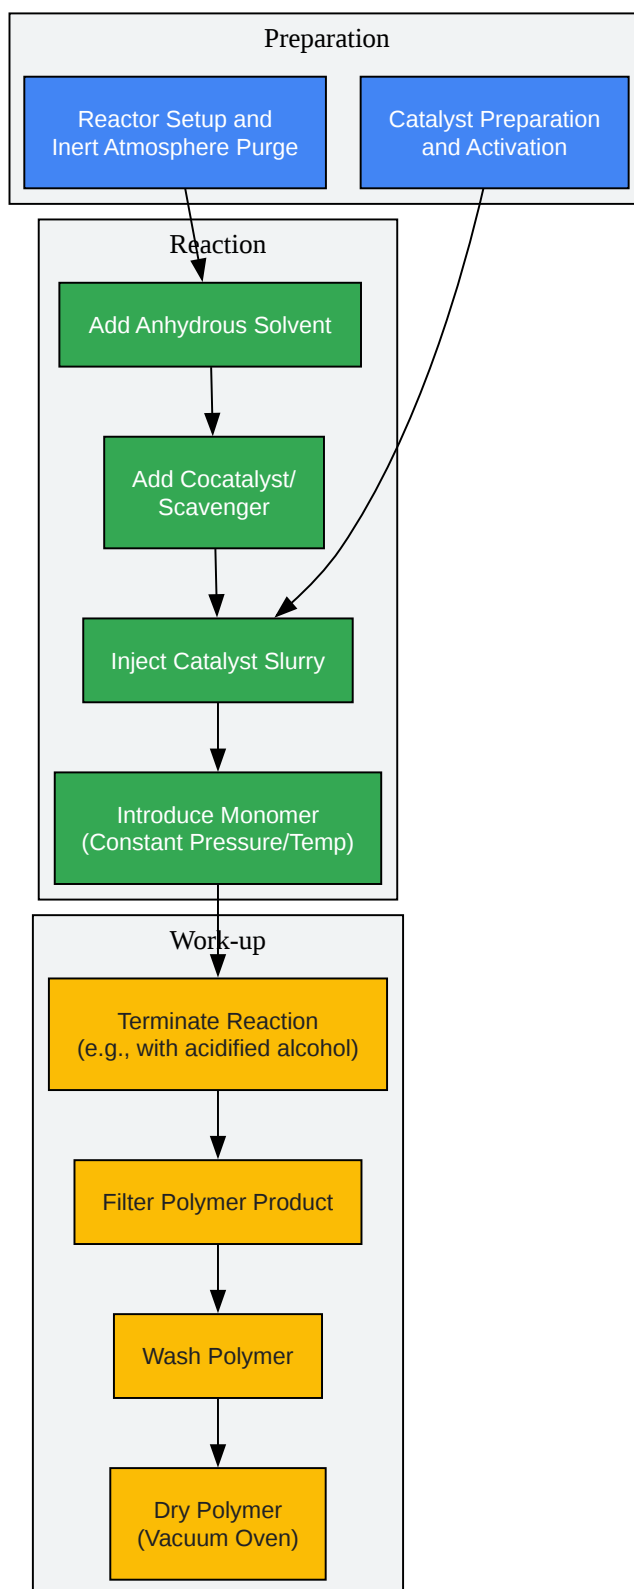 Preparation
Reactor Setup and
Inert Atmosphere Purge
Catalyst Preparation
and Activation
Reaction
Add Anhydrous Solvent
Add Cocatalyst/
Scavenger
Inject Catalyst Slurry
Introduce Monomer
(Constant Pressure/Temp)
Work-up
Terminate Reaction
(e.g., with acidified alcohol)
Filter Polymer Product
Wash Polymer
Dry Polymer
(Vacuum Oven)